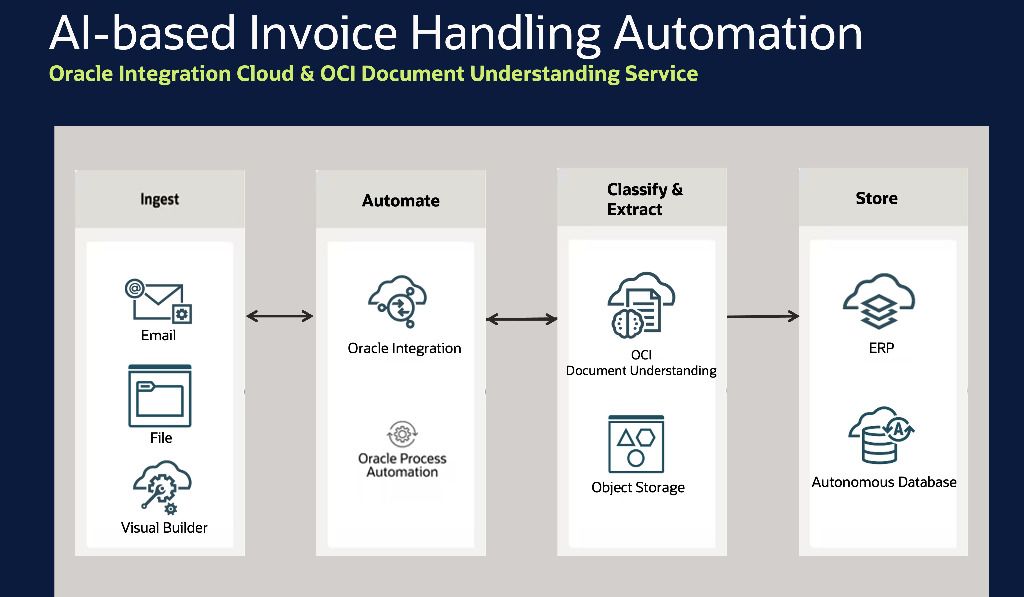 AI-based Invoice Handling Automation
Oracle Integration Cloud & OCI Document Understanding Service
Ingest
@
Email
File
Visual Builder
Automate
Oracle Integration
Oracle Process
Automation
Classify &
Extract
OCI
Document Understanding
Object Storage
Store
ERP
A
Autonomous Database